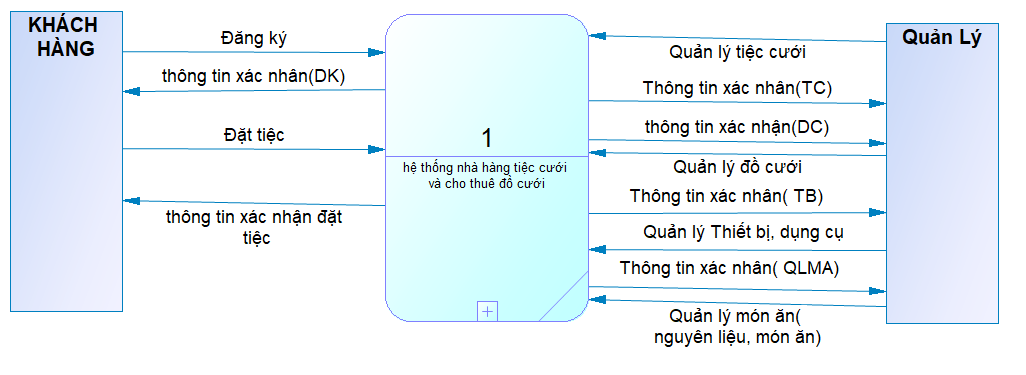 KHÁCH
HÀNG
Đăng ký
thông tin xác nhân(DK)
Đặt tiệc
thông tin xác nhận đặt
tiệc
1
hệ thống nhà hàng tiệc cưới
và cho thuê đồ cưới
Quản lý tiệc cưới
Thông tin xác nhân(TC)
thông tin xác nhận(DC)
Quản lý đồ cưới
Thông tin xác nhân( TB)
Quản lý Thiết bị, dụng cụ
Thông tin xác nhân( QLMA)
Quản lý món ăn(
nguyên liệu, món ăn)
Quản Lý